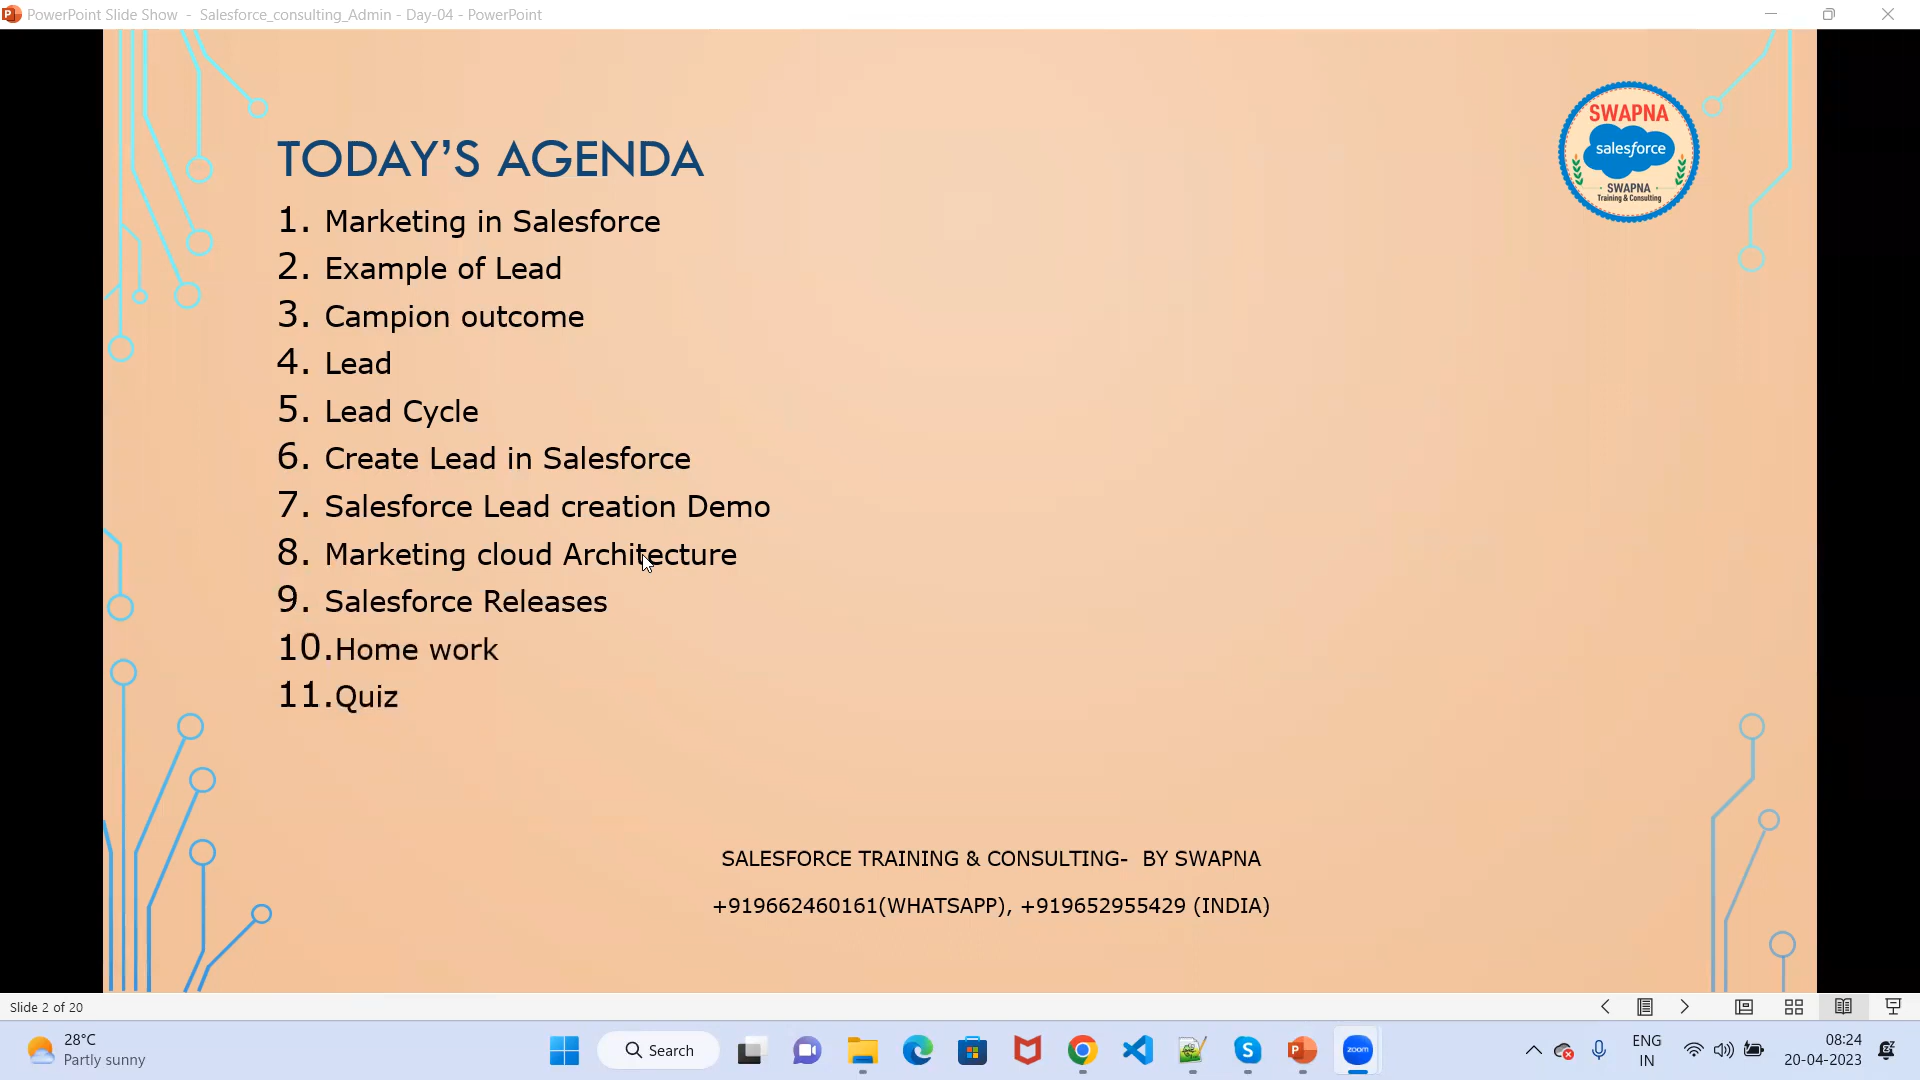 PowerPoint Slide Show - Salesforce_consulting_Admin - Day-04 - PowerPoint
SWAPNA
salesforce
SWAPNA
Training & Consulting
TODAY'S AGENDA
1. Marketing in Salesforce
2. Example of Lead
3. Campion outcome
4. Lead
5. Lead Cycle
6. Create Lead in Salesforce
7. Salesforce Lead creation Demo
8. Marketing cloud Architecture
9. Salesforce Releases
10.Home work
11.Quiz
SALESFORCE TRAINING & CONSULTING- BY SWAPNA
+919662460161(WHATSAPP), +919652955429 (INDIA)
Slide 2 of 20
28°C
Partly sunny
Search
zoom
ENG
IN
08:24
20-04-2023